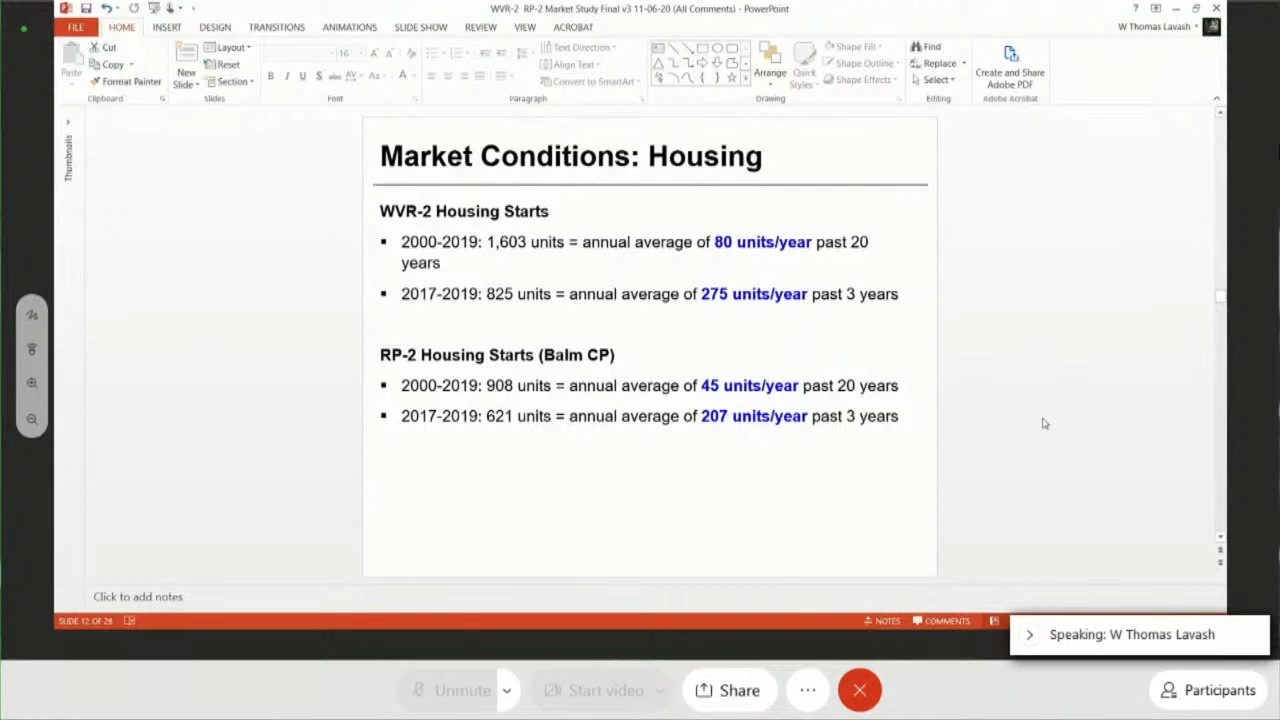 WVR-2 RP-2 Market Study Final v3 11-06-20 (All Comments) - PowerPoint
FILE HOME INSERT DESIGN TRANSITIONS ANIMATIONS SLIDE SHOW REVIEW VIEW ACROBAT
W Thomas Lavash
Paste
Cut
Copy
Format Painter
Clipboard
New
Slide
Layout
Reset
Section
Slides
16
B I U S abc AV Aa A
Font
Text Direction
Align Text
Convert to SmartArt
Paragraph
Arrange
Quick
Styles
Shape Fill
Shape Outline
Shape Effects
Drawing
Find
Replace
Select
Editing
Create and Share
Adobe PDF
Adobe Acrobat
Thumbnails
Market Conditions: Housing
WVR-2 Housing Starts
▪ 2000-2019: 1,603 units = annual average of 80 units/year past 20
years
▪ 2017-2019: 825 units = annual average of 275 units/year past 3 years
RP-2 Housing Starts (Balm CP)
▪ 2000-2019: 908 units = annual average of 45 units/year past 20 years
▪ 2017-2019: 621 units = annual average of 207 units/year past 3 years
Click to add notes
SLIDE 12 OF 28
NOTES COMMENTS
Speaking: W Thomas Lavash
Unmute
Start video
Share
Participants